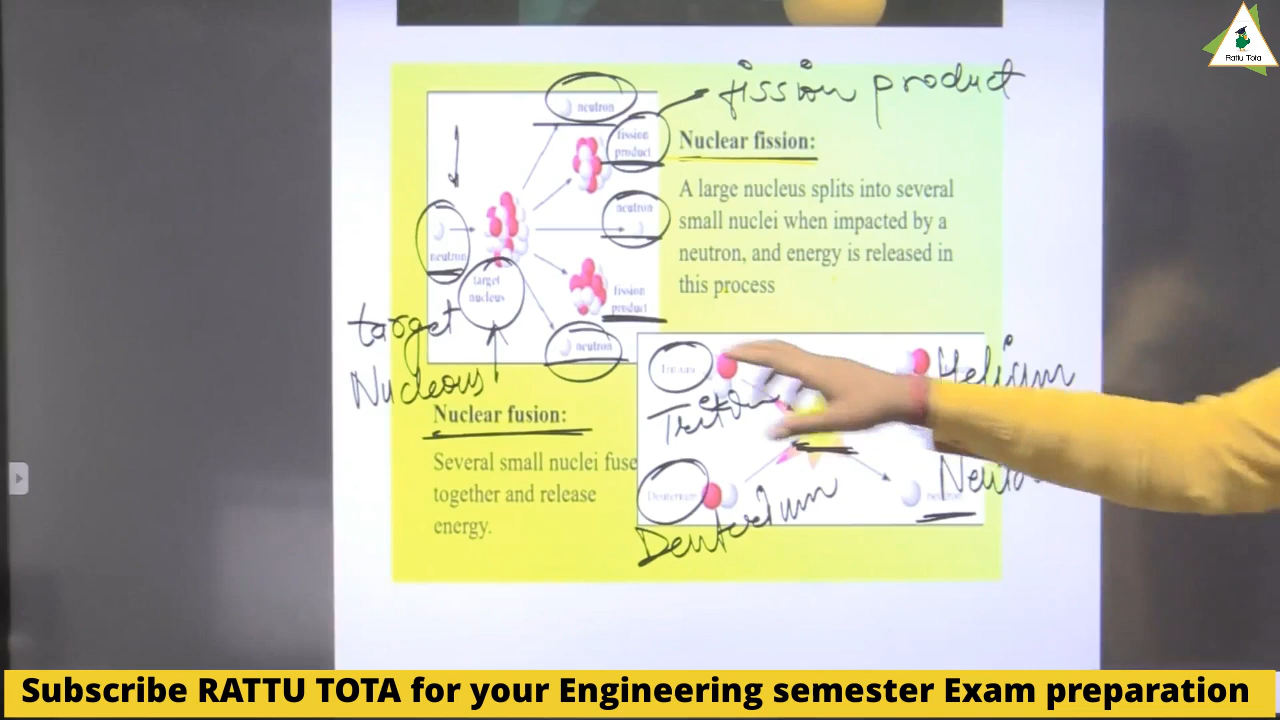 Rattu Tota
fission product
neutron
fission
product
Nuclear fission:
A large nucleus splits into several
small nuclei when impacted by a
neutron, and energy is released in
this process
neutron
neutron
target
nucleus
fission
product
neutron
target
Nucleous
Nuclear fusion:
Several small nuclei fuse
together and release
energy.
Helium
Deuterium
Deuterium
neutron
Subscribe RATTU TOTA for your Engineering semester Exam preparation